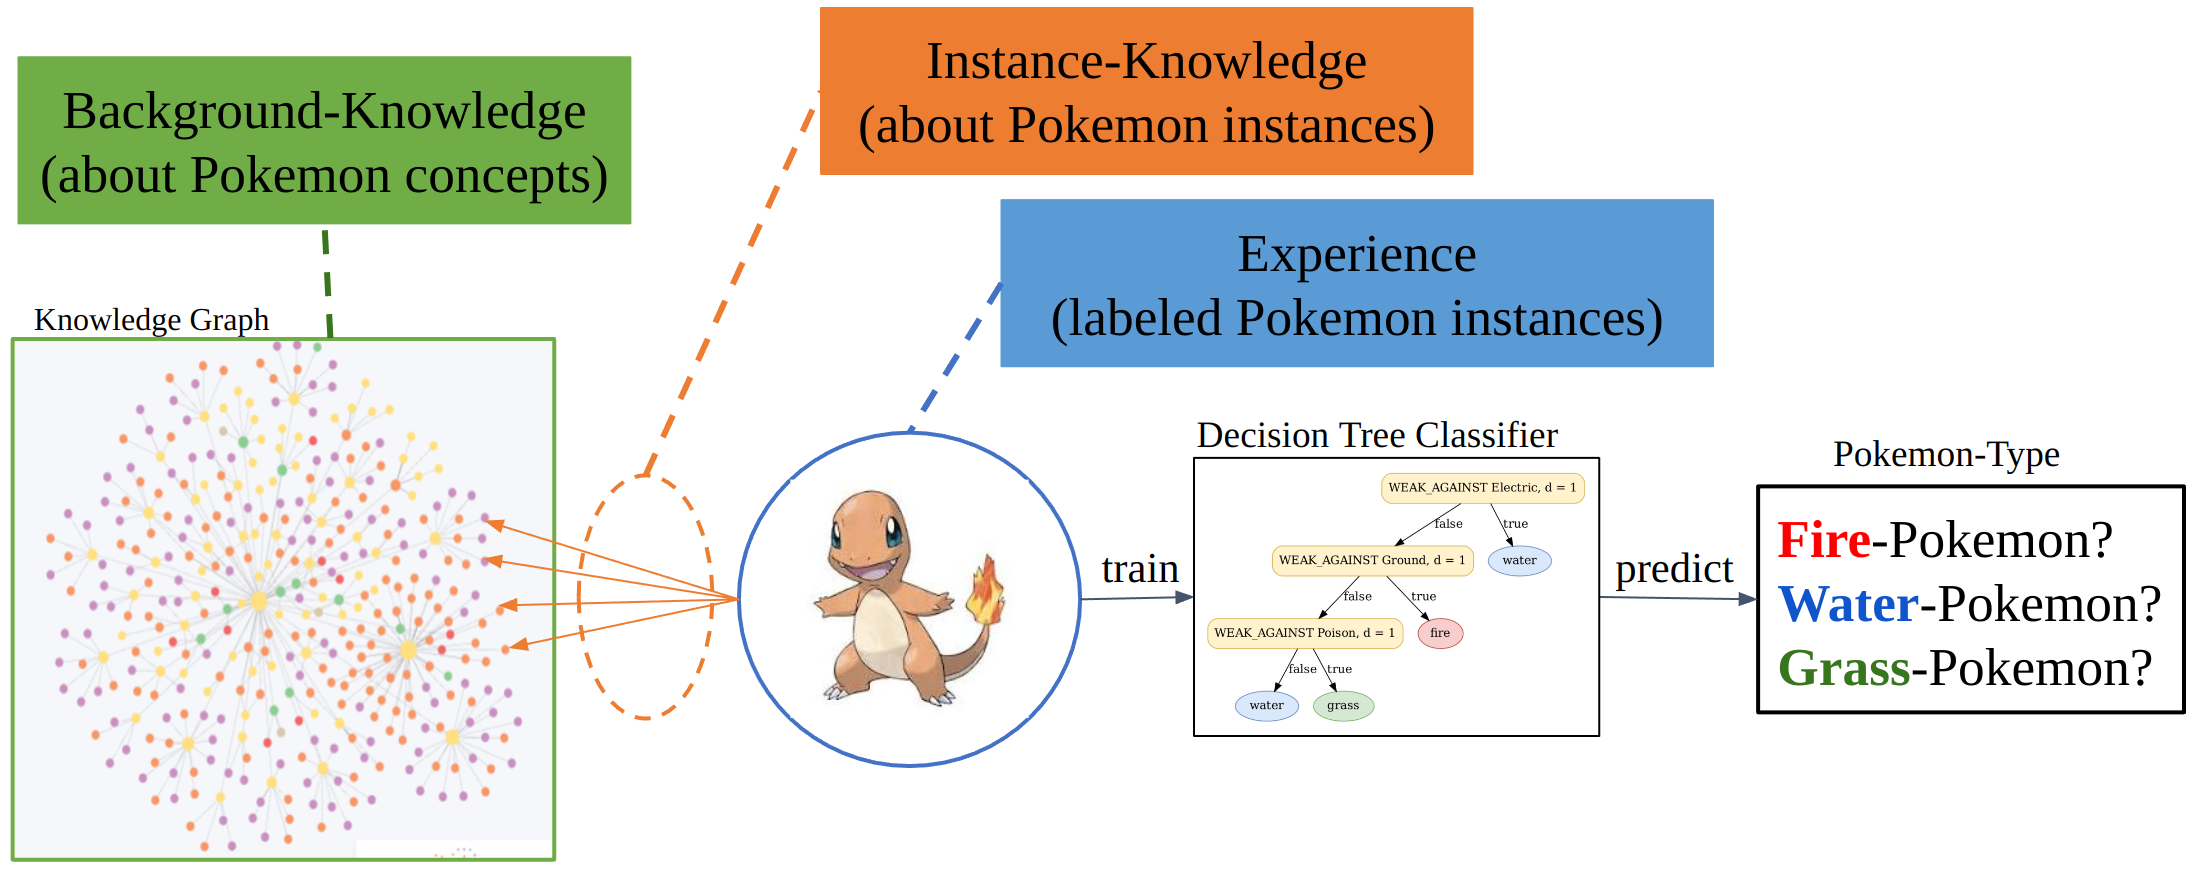 Background-Knowledge
(about Pokemon concepts)
Instance-Knowledge
(about Pokemon instances)
Experience
(labeled Pokemon instances)
Knowledge Graph
train
Decision Tree Classifier
WEAK_AGAINST Electric, d = 1
false
true
WEAK_AGAINST Ground, d = 1
water
false
true
WEAK_AGAINST Poison, d = 1
fire
false
true
water
grass
predict
Pokemon-Type
Fire-Pokemon?
Water-Pokemon?
Grass-Pokemon?